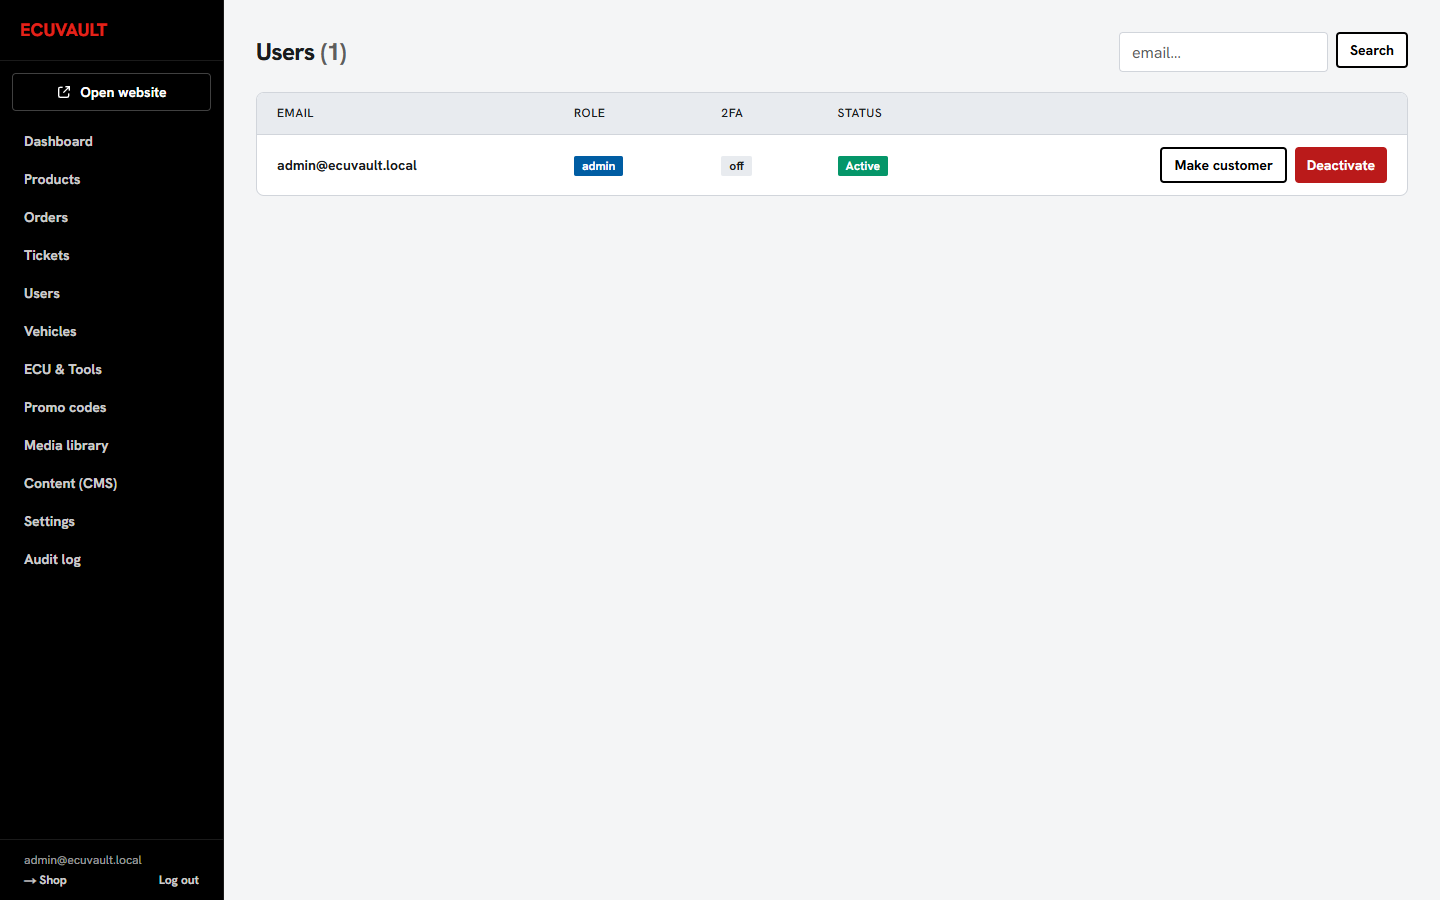 ECUVAULT
Open website
Dashboard
Products
Orders
Tickets
Users
Vehicles
ECU & Tools
Promo codes
Media library
Content (CMS)
Settings
Audit log
admin@ecuvault.local
→ Shop Log out
Users (1)
email... Search
EMAIL ROLE 2FA STATUS
admin@ecuvault.local admin off Active Make customer Deactivate